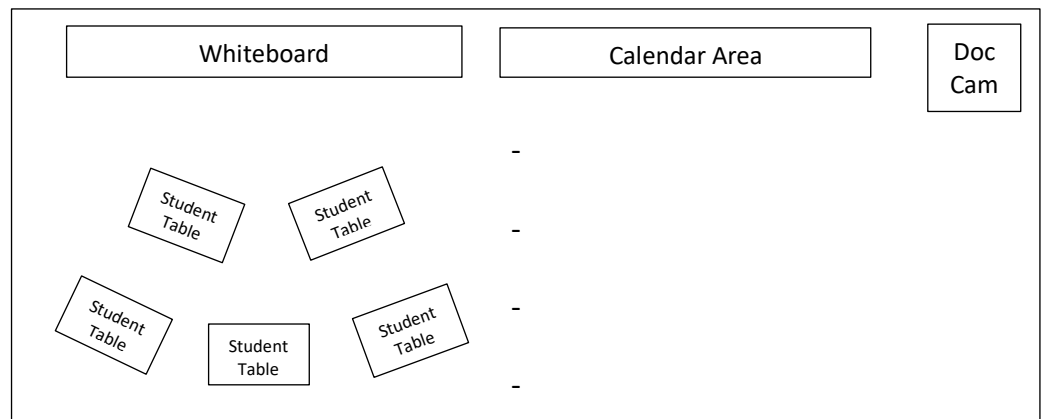 Whiteboard
Calendar Area
Doc
Cam
-
Student
Table
Student
Table
-
Student
Table
Student
Table
Student
Table
-
-